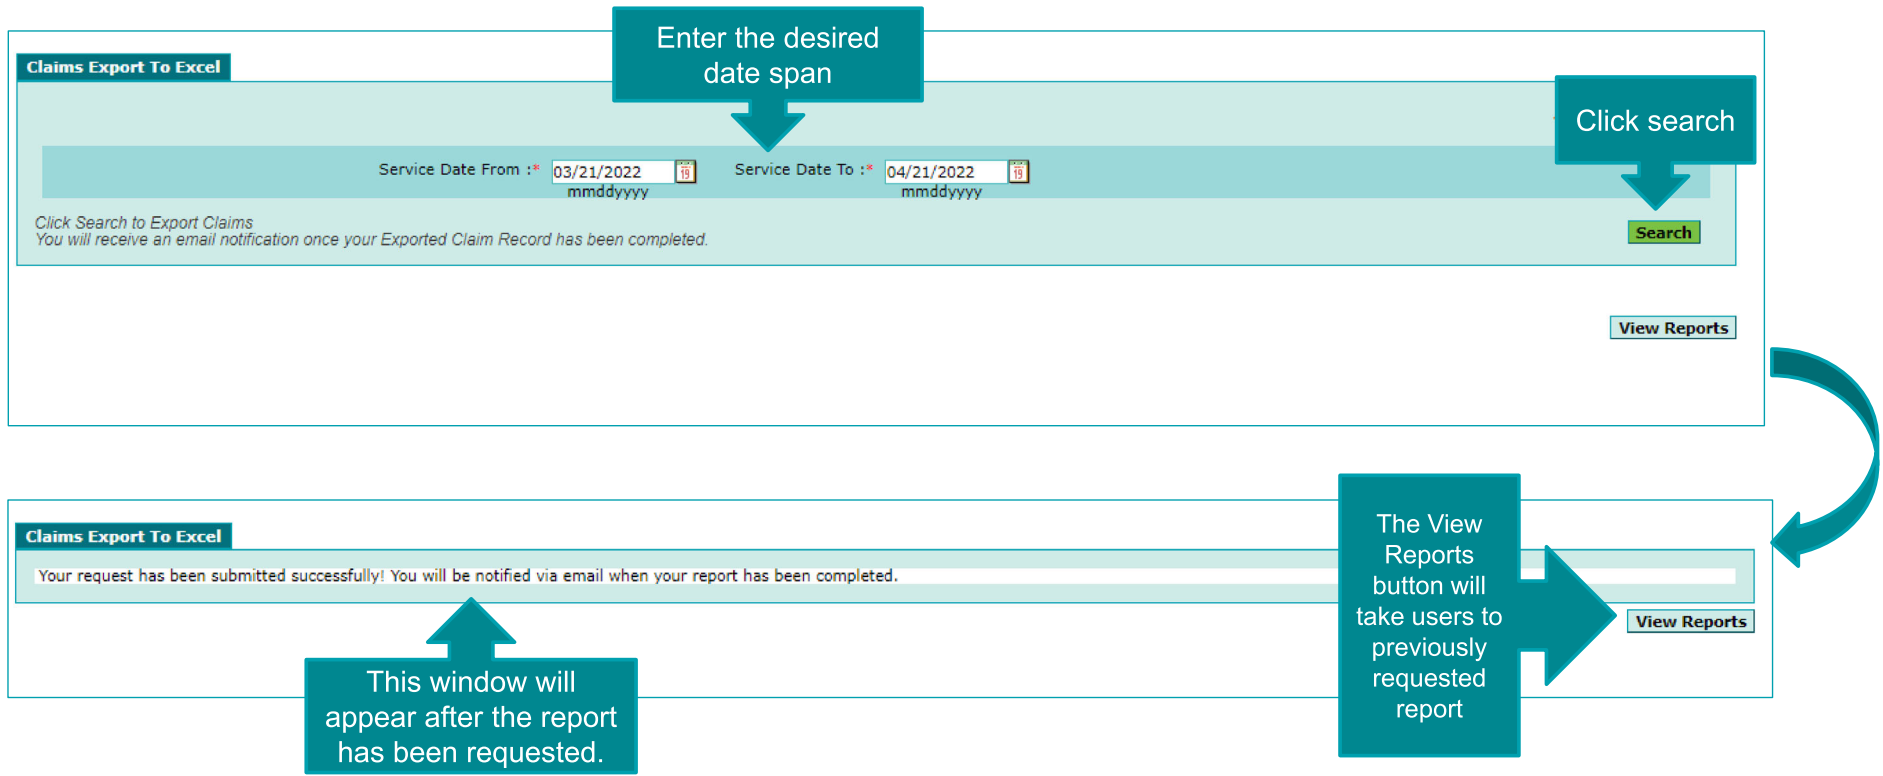 Enter the desired
date span
Claims Export To Excel
Click search
Service Date From :* 03/21/2022 19 Service Date To :* 04/21/2022 19
mmddyyyy mmddyyyy
Click Search to Export Claims
You will receive an email notification once your Exported Claim Record has been completed.
Search
View Reports
Claims Export To Excel
Your request has been submitted successfully! You will be notified via email when your report has been completed.
The View
Reports
button will
take users to
previously
requested
report
View Reports
This window will
appear after the report
has been requested.